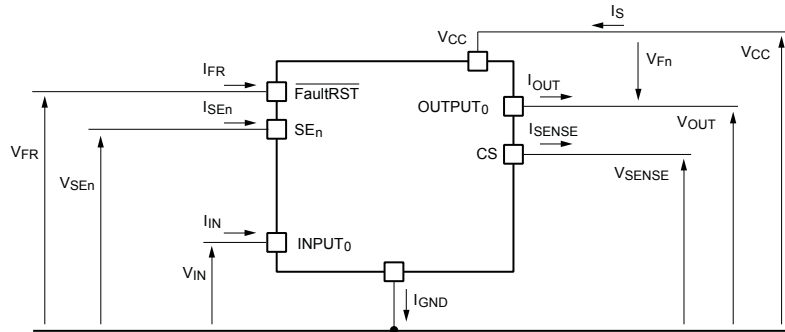 IS
VCC
VFn
VCC
IFR
FaultRST
IOUT
OUTPUT0
ISEn
SEn
ISENSE
VOUT
CS
VFR
VSEn
VSENSE
IIN
INPUT0
VIN
IGND